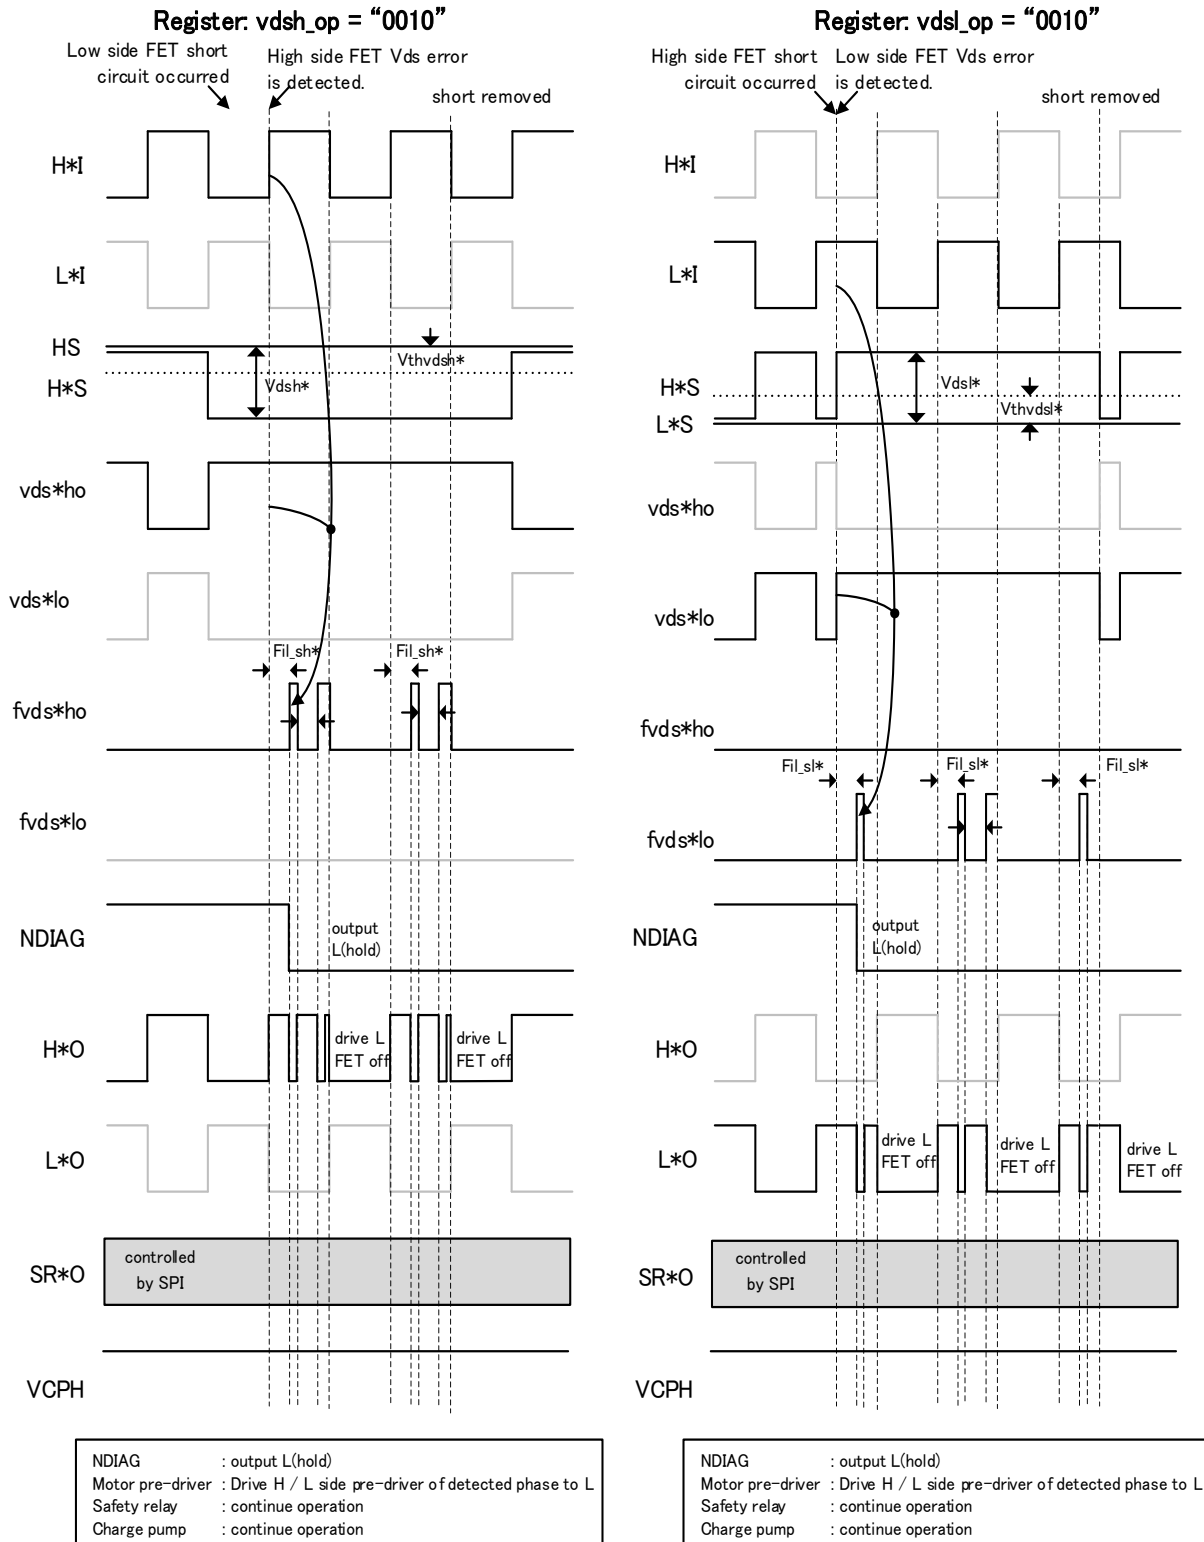 Register: vdsh_op = “0010”
Low side FET short
circuit occurred
High side FET Vds error
is detected.
short removed
H*I
L*I
HS
Vthvdsh*
H*S
Vdsh*
vds*ho
vds*lo
Fil_sh*
Fil_sh*
fvds*ho
fvds*lo
NDIAG
output
L(hold)
H*O
drive L
FET off
drive L
FET off
L*O
SR*O
controlled
by SPI
VCPH
NDIAG : output L(hold)
Motor pre-driver : Drive H / L side pre-driver of detected phase to L
Safety relay : continue operation
Charge pump : continue operation
Register: vdsl_op = “0010”
High side FET short
circuit occurred
Low side FET Vds error
is detected.
short removed
H*I
L*I
H*S
Vdsl*
Vthvdsl*
L*S
vds*ho
vds*lo
fvds*ho
Fil_sl*
Fil_sl*
Fil_sl*
fvds*lo
NDIAG
output
L(hold)
H*O
L*O
drive L
FET off
drive L
FET off
drive L
FET off
SR*O
controlled
by SPI
VCPH
NDIAG : output L(hold)
Motor pre-driver : Drive H / L side pre-driver of detected phase to L
Safety relay : continue operation
Charge pump : continue operation